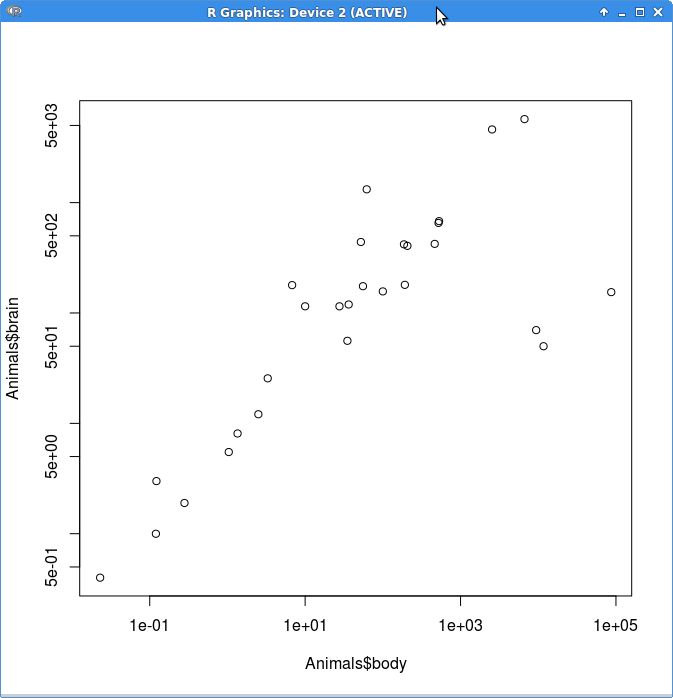 R Graphics: Device 2 (ACTIVE)
5e+03
5e+02
5e+01
5e+00
5e-01
Animals$brain
1e-01 1e+01 1e+03 1e+05
Animals$body